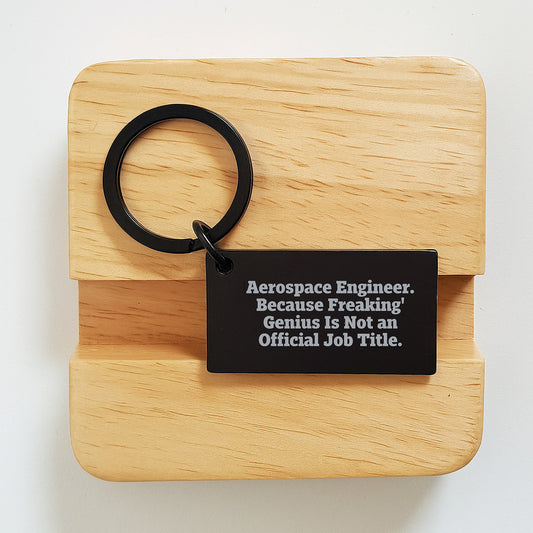 Aerospace Engineer.
Because Freaking'
Genius Is Not an
Official Job Title.